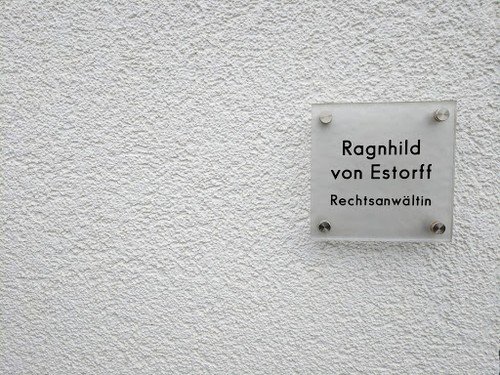 Ragnhild
von Estorff
Rechtsanwältin